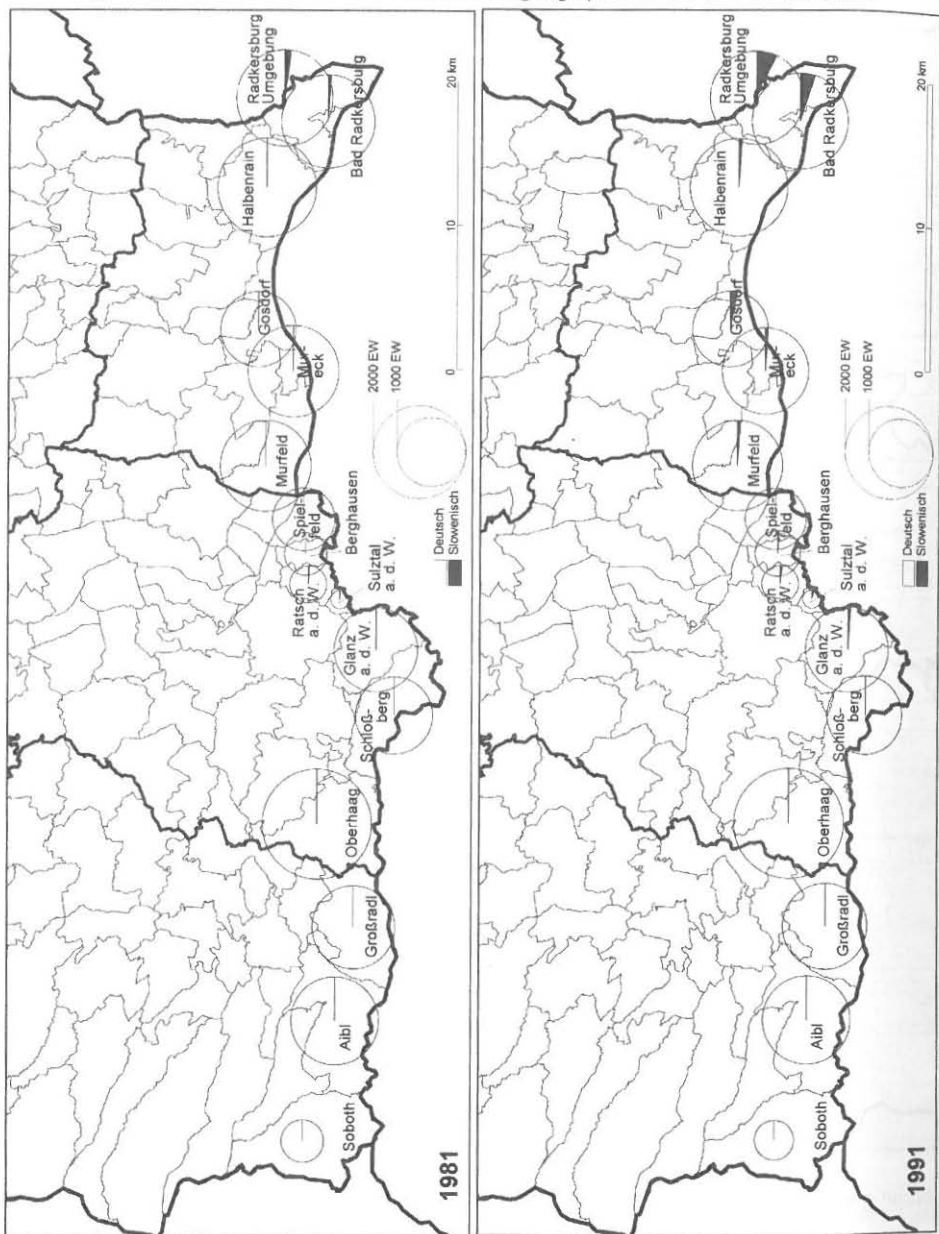 1981
Soboth
Aibl
Großradl
Oberhaag
Schloß-
berg
Glanz
a. d. W.
Sulztal
a. d. W.
Ratsch
a. d. W.
Berghausen
Spiel-
feld
Murfeld
Mur-
eck
Gosdorf
Halbenrain
Radkersburg
Umgebung
Bad Radkersburg
Deutsch
Slowenisch
2000 EW
1000 EW
0
10
20 km
1991
Soboth
Aibl
Großradl
Oberhaag
Schloß-
berg
Glanz
a. d. W.
Sulztal
a. d. W.
Ratsch
a. d. W.
Berghausen
Spiel-
feld
Murfeld
Mur-
eck
Gosdorf
Halbenrain
Radkersburg
Umgebung
Bad Radkersburg
Deutsch
Slowenisch
2000 EW
1000 EW
0
10
20 km